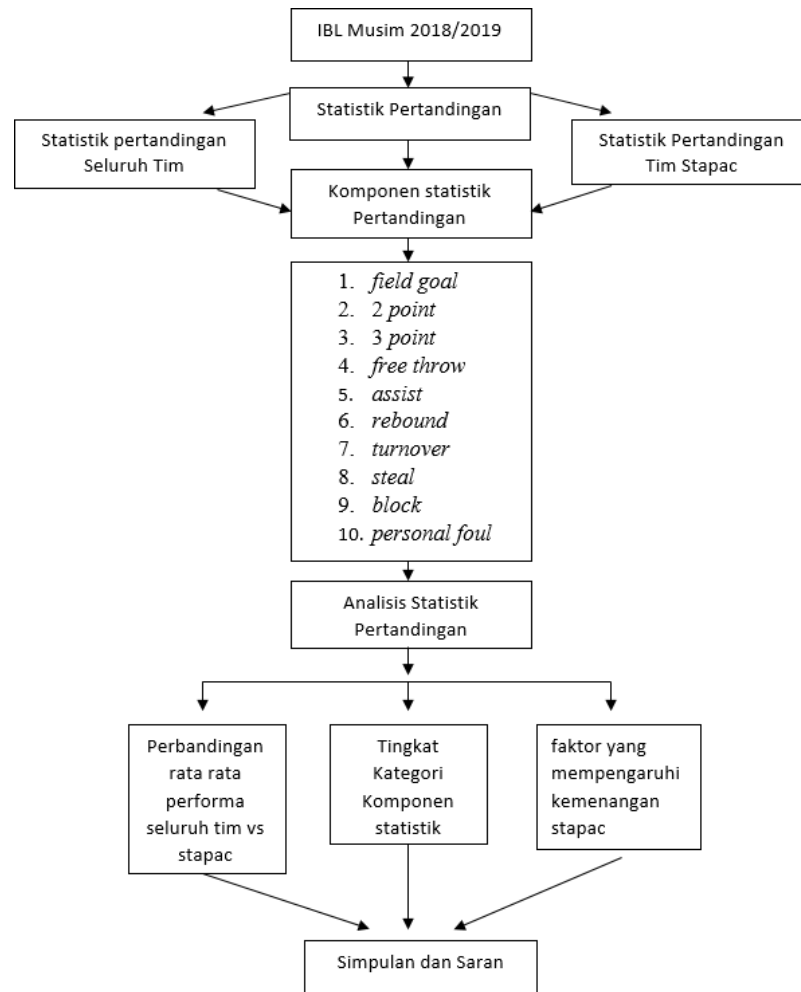 IBL Musim 2018/2019
Statistik Pertandingan
Statistik pertandingan
Seluruh Tim
Statistik Pertandingan
Tim Stapac
Komponen statistik
Pertandingan
1. field goal
2. 2 point
3. 3 point
4. free throw
5. assist
6. rebound
7. turnover
8. steal
9. block
10. personal foul
Analisis Statistik
Pertandingan
Perbandingan
rata rata
performa
seluruh tim vs
stapac
Tingkat
Kategori
Komponen
statistik
faktor yang
mempengaruhi
kemenangan
stapac
Simpulan dan Saran